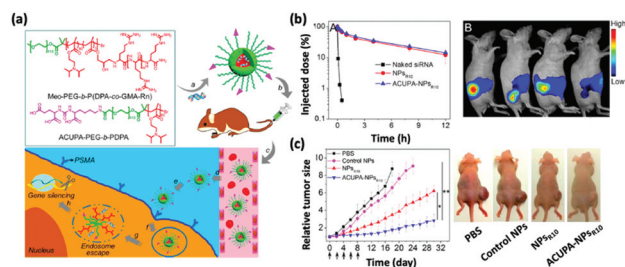 (a)
Meo-PEG-b-P(DPA-co-GMA-Rn)
ACUPA-PEG-b-PDPA
a
b
c
PSMA
Gene silencing
Endosome
escape
Nucleus
d
e
f
g
h
(b)
A
Injected dose (%)
100
10
1
0.1
0 2 4 6 8 10 12
Time (h)
Naked siRNA
NPsR10
ACUPA-NPsR10
B
High
Low
(c)
Relative tumor size
10
8
6
4
2
0 4 8 12 16 20 24 28 32
Time (day)
PBS
Control NPs
NPsR10
ACUPA-NPsR10
*
**
PBS
Control NPs
NPsR10
ACUPA-NPsR10